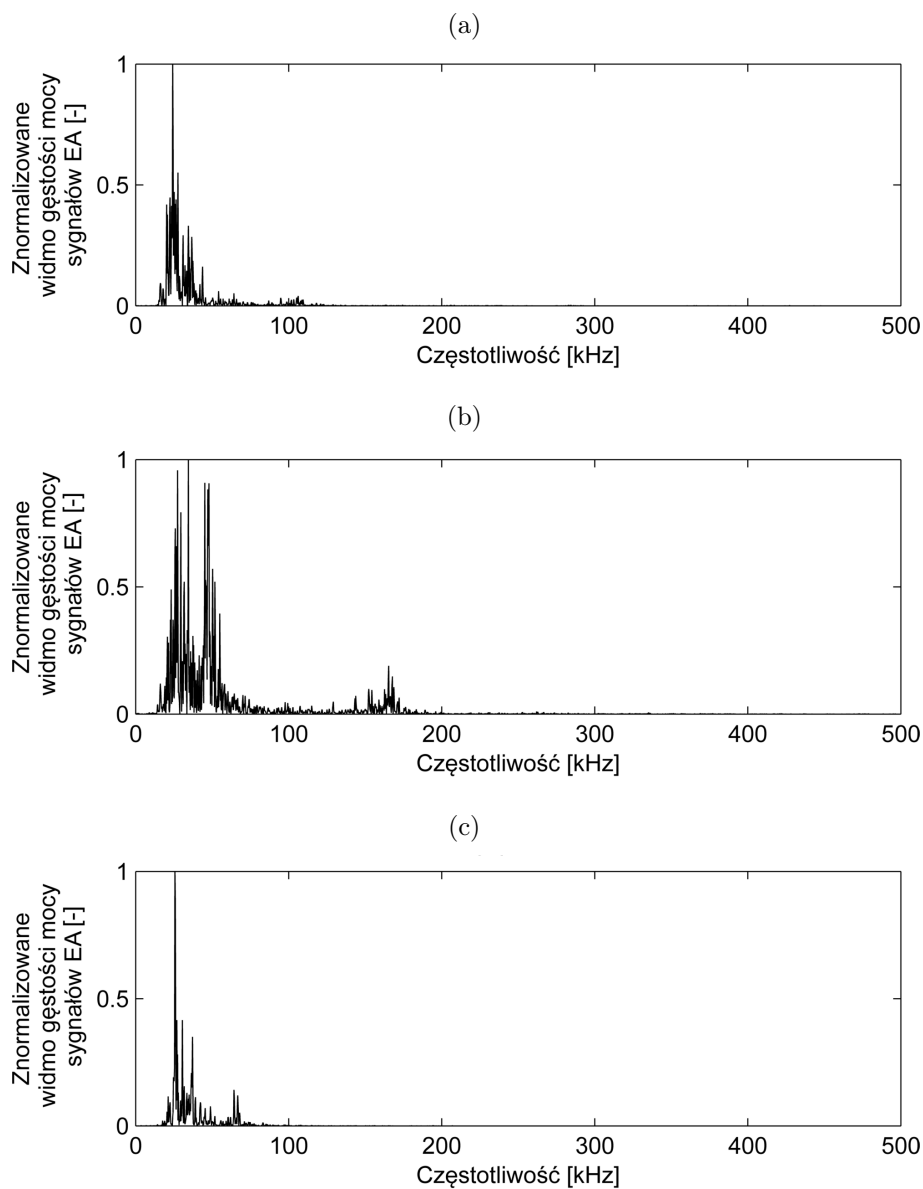 (a)
Znormalizowane
widmo gęstości mocy
sygnałów EA [-]
1
0.5
0
0 100 200 300 400 500
Częstotliwość [kHz]
(b)
Znormalizowane
widmo gęstości mocy
sygnałów EA [-]
1
0.5
0
0 100 200 300 400 500
Częstotliwość [kHz]
(c)
Znormalizowane
widmo gęstości mocy
sygnałów EA [-]
1
0.5
0
0 100 200 300 400 500
Częstotliwość [kHz]